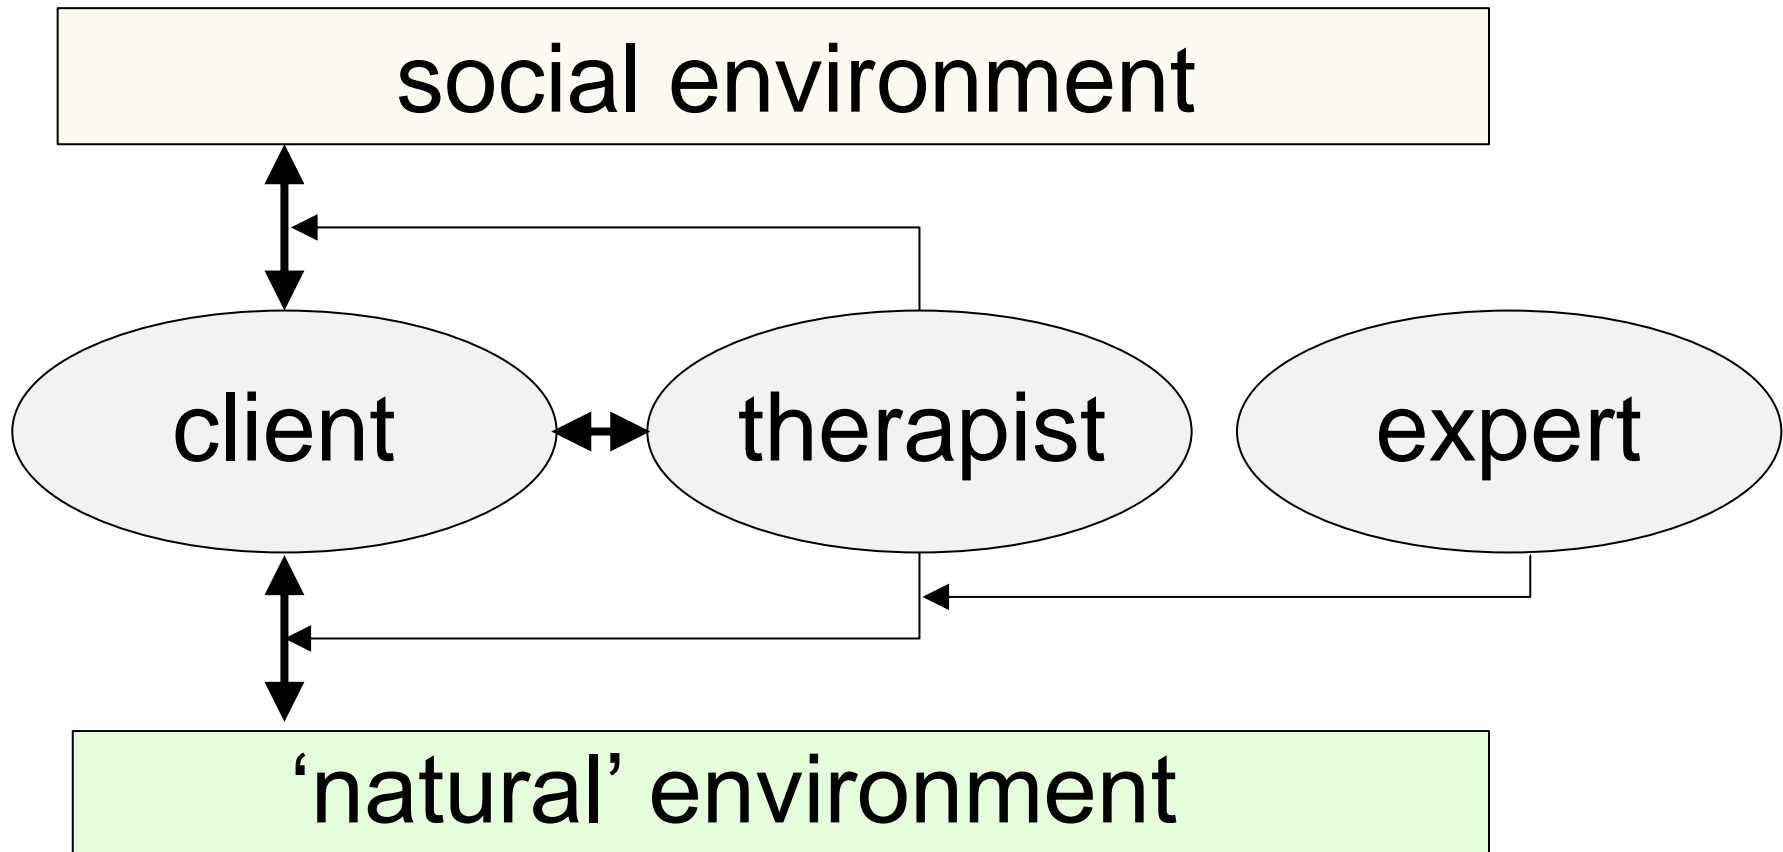 social environment
client
therapist
expert
‘natural’ environment